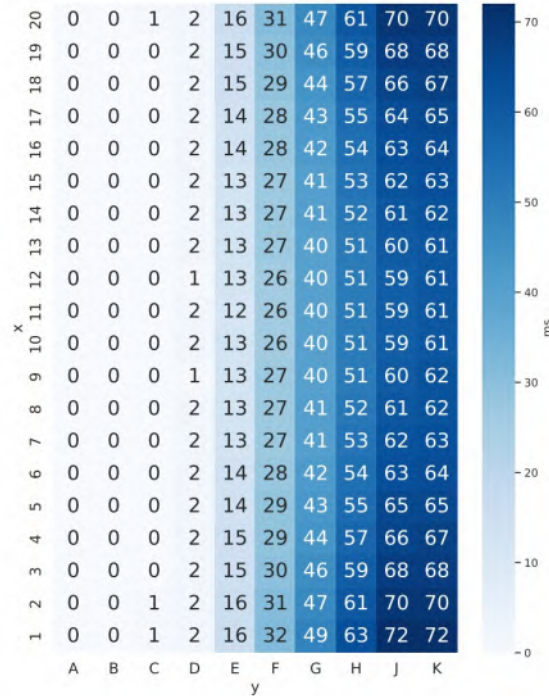 20 0 0 1 2 16 31 47 61 70 70
19 0 0 0 2 15 30 46 59 68 68
18 0 0 0 2 15 29 44 57 66 67
17 0 0 0 2 14 28 43 55 64 65
16 0 0 0 2 14 28 42 54 63 64
15 0 0 0 2 13 27 41 53 62 63
14 0 0 0 2 13 27 41 52 61 62
13 0 0 0 2 13 27 40 51 60 61
12 0 0 0 1 13 26 40 51 59 61
11 0 0 0 2 12 26 40 51 59 61
10 0 0 0 2 13 26 40 51 59 61
9 0 0 0 1 13 27 40 51 60 62
8 0 0 0 2 13 27 41 52 61 62
7 0 0 0 2 13 27 41 53 62 63
6 0 0 0 2 14 28 42 54 63 64
5 0 0 0 2 14 29 43 55 65 65
4 0 0 0 2 15 29 44 57 66 67
3 0 0 0 2 15 30 46 59 68 68
2 0 0 1 2 16 31 47 61 70 70
1 0 0 1 2 16 32 49 63 72 72
A B C D E F G H J K
y
x
70
60
50
40
30
20
10
0
ms